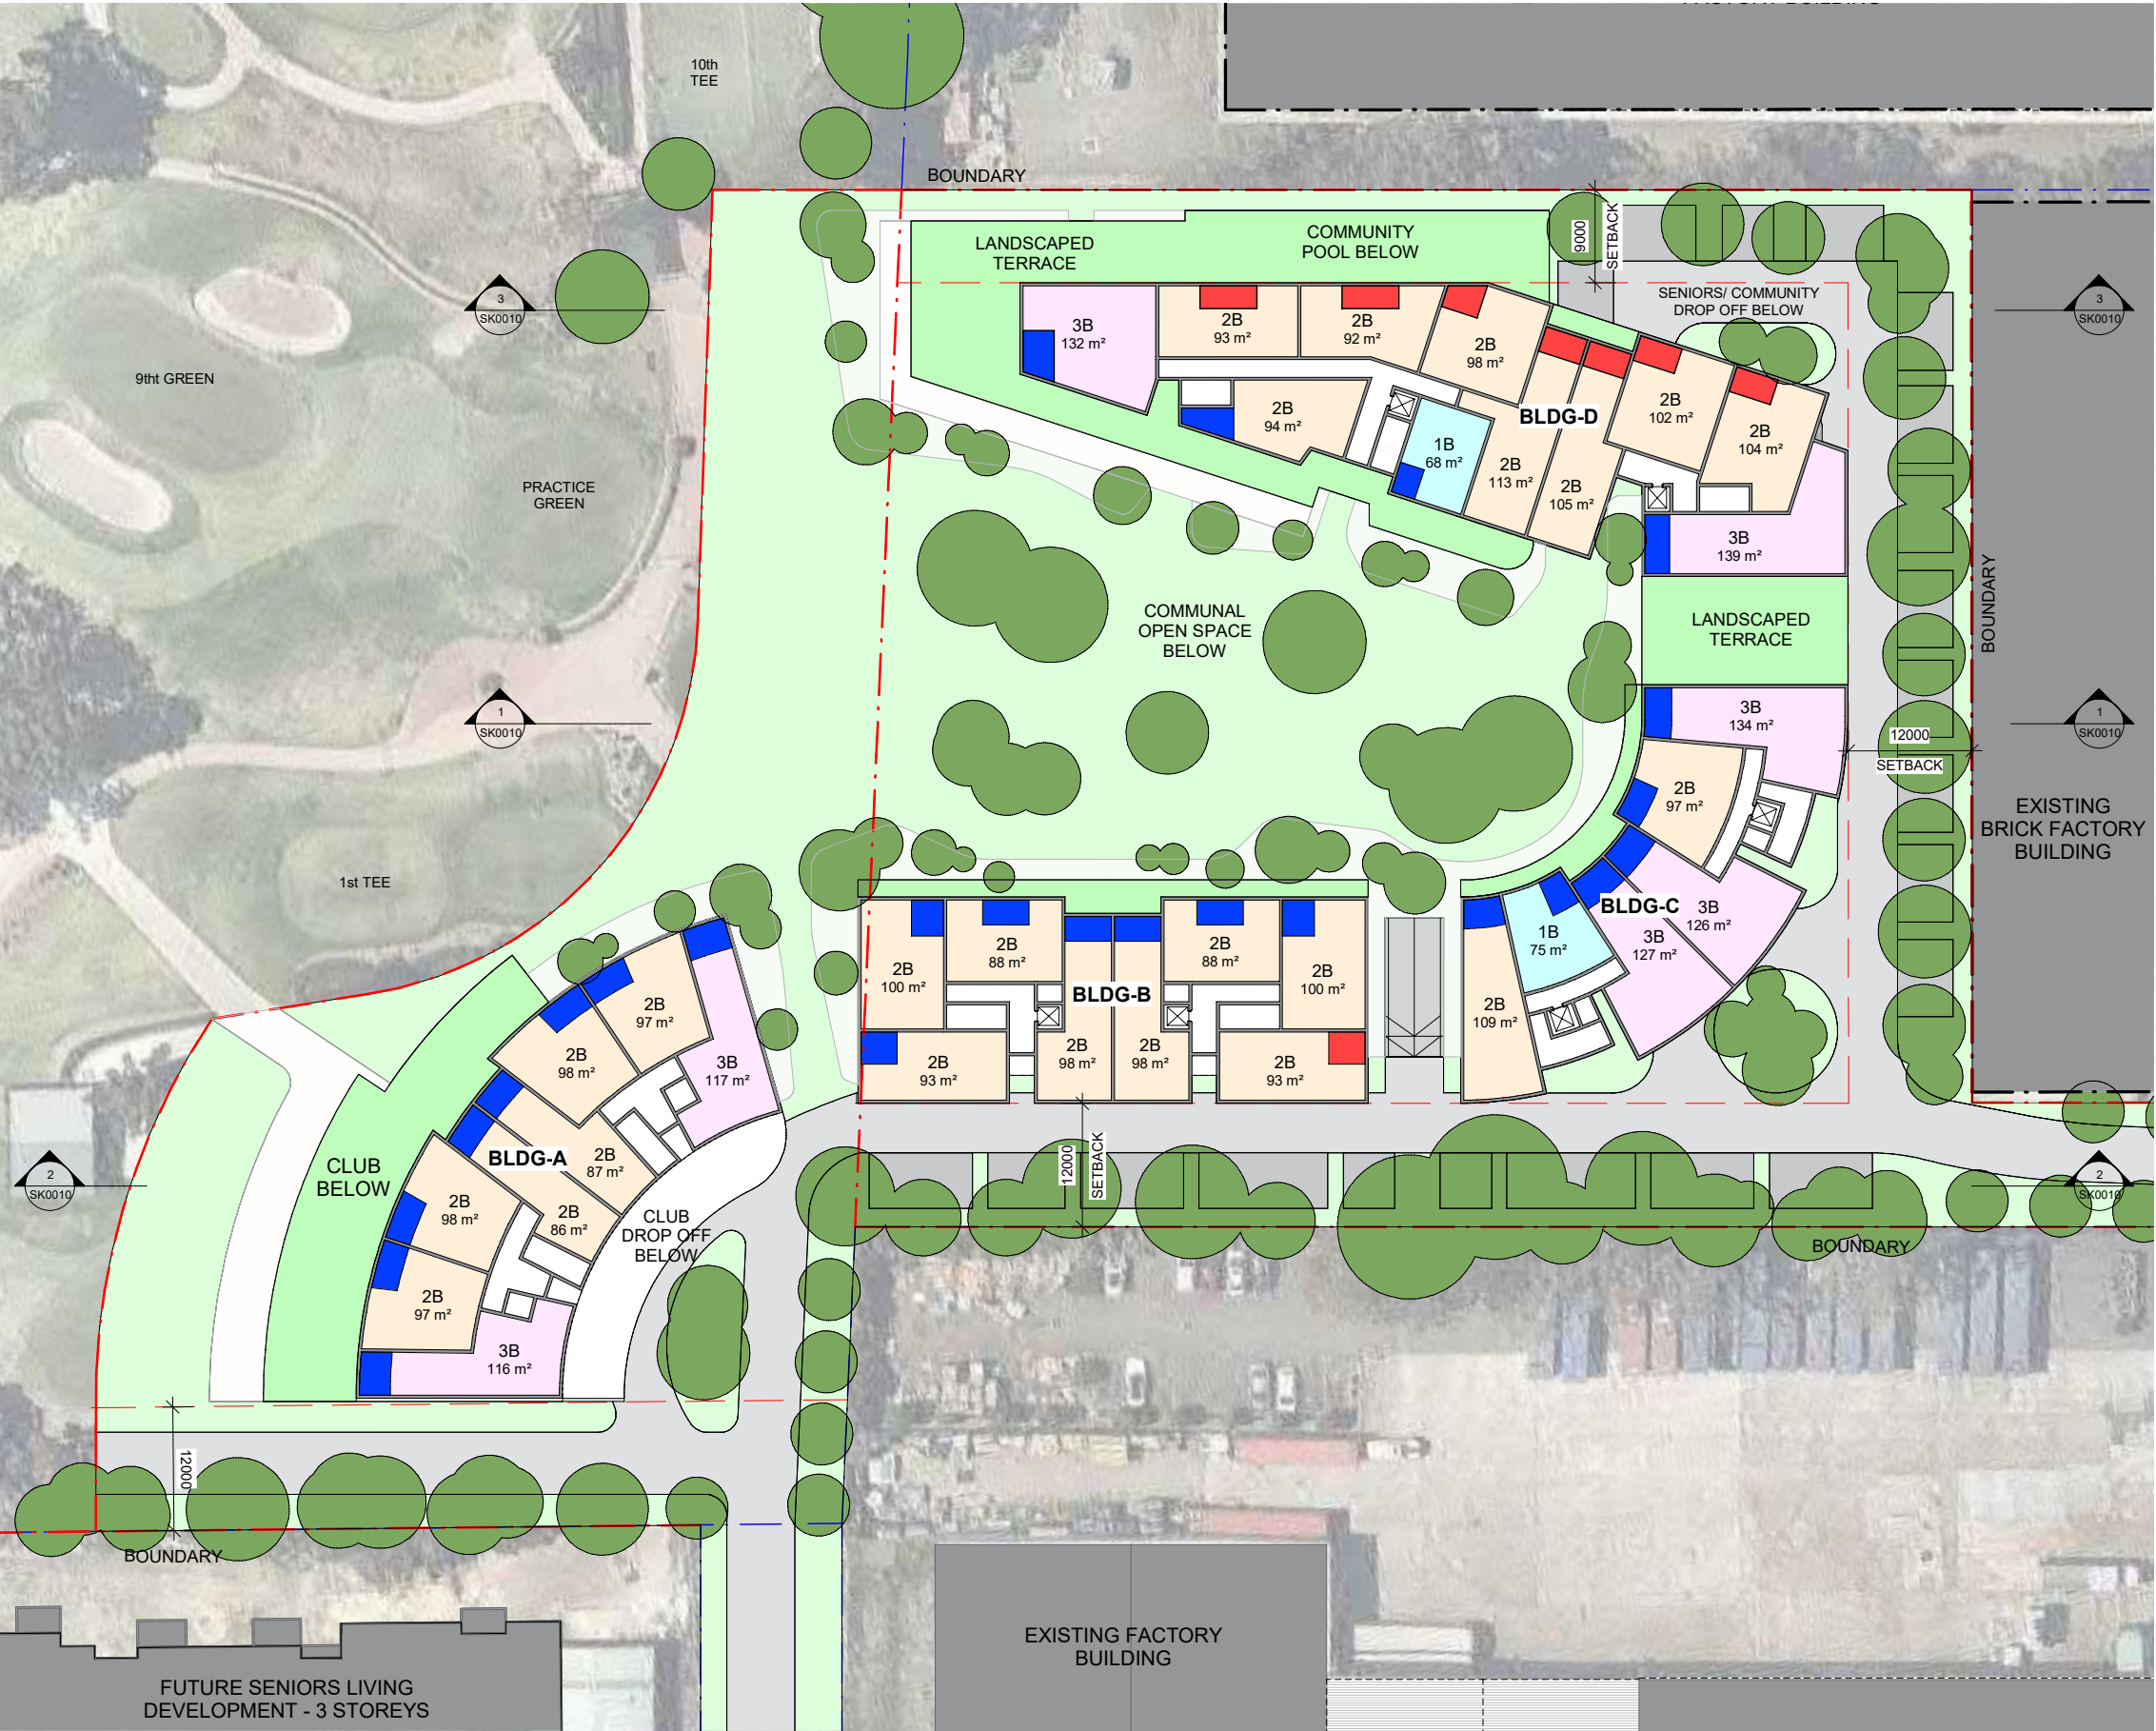 10th
TEE
BOUNDARY
9000
SETBACK
LANDSCAPED
TERRACE
COMMUNITY
POOL BELOW
SENIORS/ COMMUNITY
DROP OFF BELOW
3
SK0010
3
SK0010
9tht GREEN
PRACTICE
GREEN
3B
132 m²
2B
93 m²
2B
92 m²
2B
98 m²
2B
94 m²
1B
68 m²
BLDG-D
2B
113 m²
2B
105 m²
2B
102 m²
2B
104 m²
3B
139 m²
BOUNDARY
COMMUNAL
OPEN SPACE
BELOW
LANDSCAPED
TERRACE
1
SK0010
1
SK0010
3B
134 m²
12000
SETBACK
2B
97 m²
EXISTING
BRICK FACTORY
BUILDING
1st TEE
BLDG-C
3B
126 m²
3B
127 m²
1B
75 m²
2B
109 m²
2B
100 m²
2B
88 m²
2B
88 m²
2B
100 m²
BLDG-B
2B
93 m²
2B
98 m²
2B
98 m²
2B
93 m²
2B
97 m²
2B
98 m²
3B
117 m²
BLDG-A
2B
87 m²
2B
86 m²
2B
98 m²
2B
97 m²
3B
116 m²
CLUB
BELOW
CLUB
DROP OFF
BELOW
12000
SETBACK
2
SK0010
2
SK0010
BOUNDARY
12000
BOUNDARY
EXISTING FACTORY
BUILDING
FUTURE SENIORS LIVING
DEVELOPMENT - 3 STOREYS